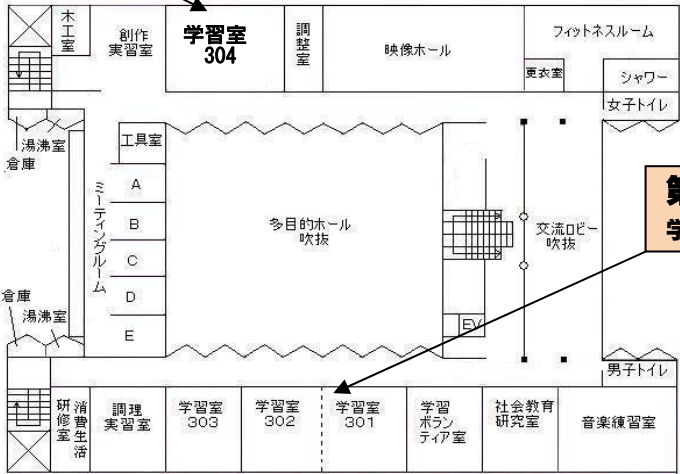 木工室
創作
実習室
学習室
304
調整室
映像ホール
フィットネスルーム
更衣室
シャワー
女子トイレ
湯沸室
倉庫
工具室
ミーティングルーム
A
B
C
D
E
多目的ホール
吹抜
交流ロビー
吹抜
第
学
倉庫
湯沸室
EV
男子トイレ
研修室
消費生活
調理
実習室
学習室
303
学習室
302
学習室
301
学習
ボラン
ティア室
社会教育
研究室
音楽練習室